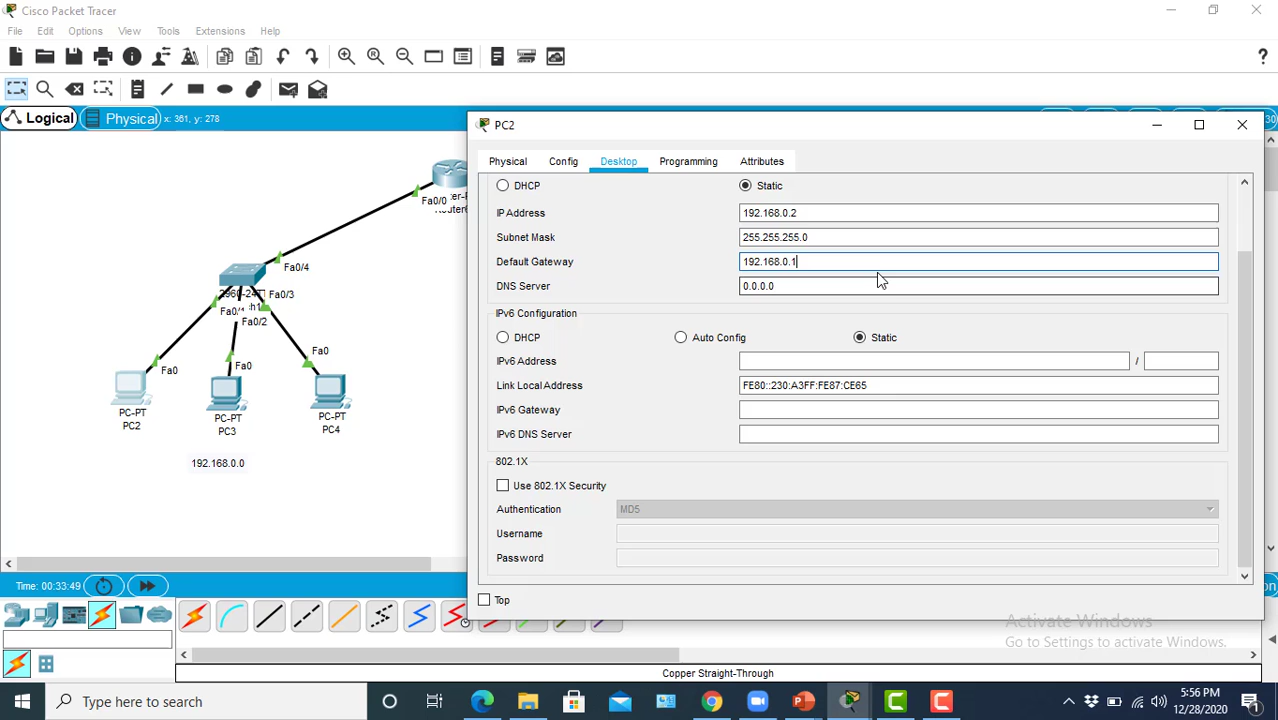 Cisco Packet Tracer
File Edit Options View Tools Extensions Help
Logical Physical x: 361, y: 278
PC2
Physical Config Desktop Programming Attributes
DHCP Static
IP Address 192.168.0.2
Subnet Mask 255.255.255.0
Default Gateway 192.168.0.1
DNS Server 0.0.0.0
IPv6 Configuration
DHCP Auto Config Static
IPv6 Address /
Link Local Address FE80::230:A3FF:FE87:CE65
IPv6 Gateway
IPv6 DNS Server
802.1X
Use 802.1X Security
Authentication MD5
Username
Password
Top
Fa0/0
Fa0/4
Fa0/3
Fa0/2
Fa0
Fa0
Fa0
PC-PT
PC2
PC-PT
PC3
PC-PT
PC4
192.168.0.0
Time: 00:33:49
Copper Straight-Through
Activate Windows
Go to Settings to activate Windows.
Type here to search
5:56 PM
12/28/2020